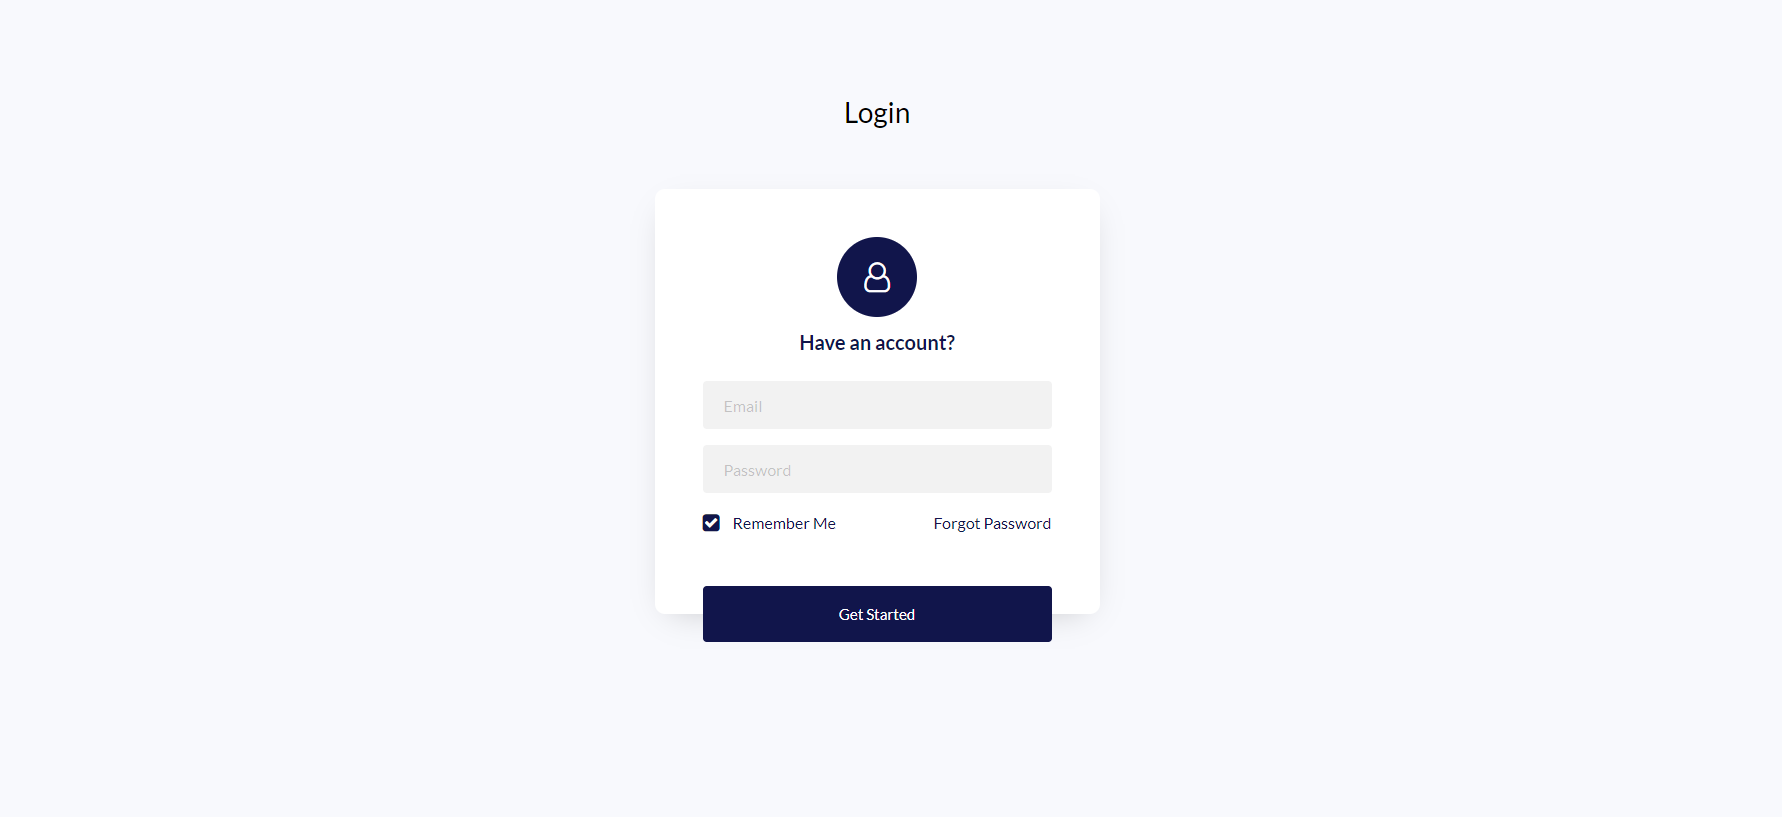 Login
Have an account?
Email
Password
Remember Me Forgot Password
Get Started